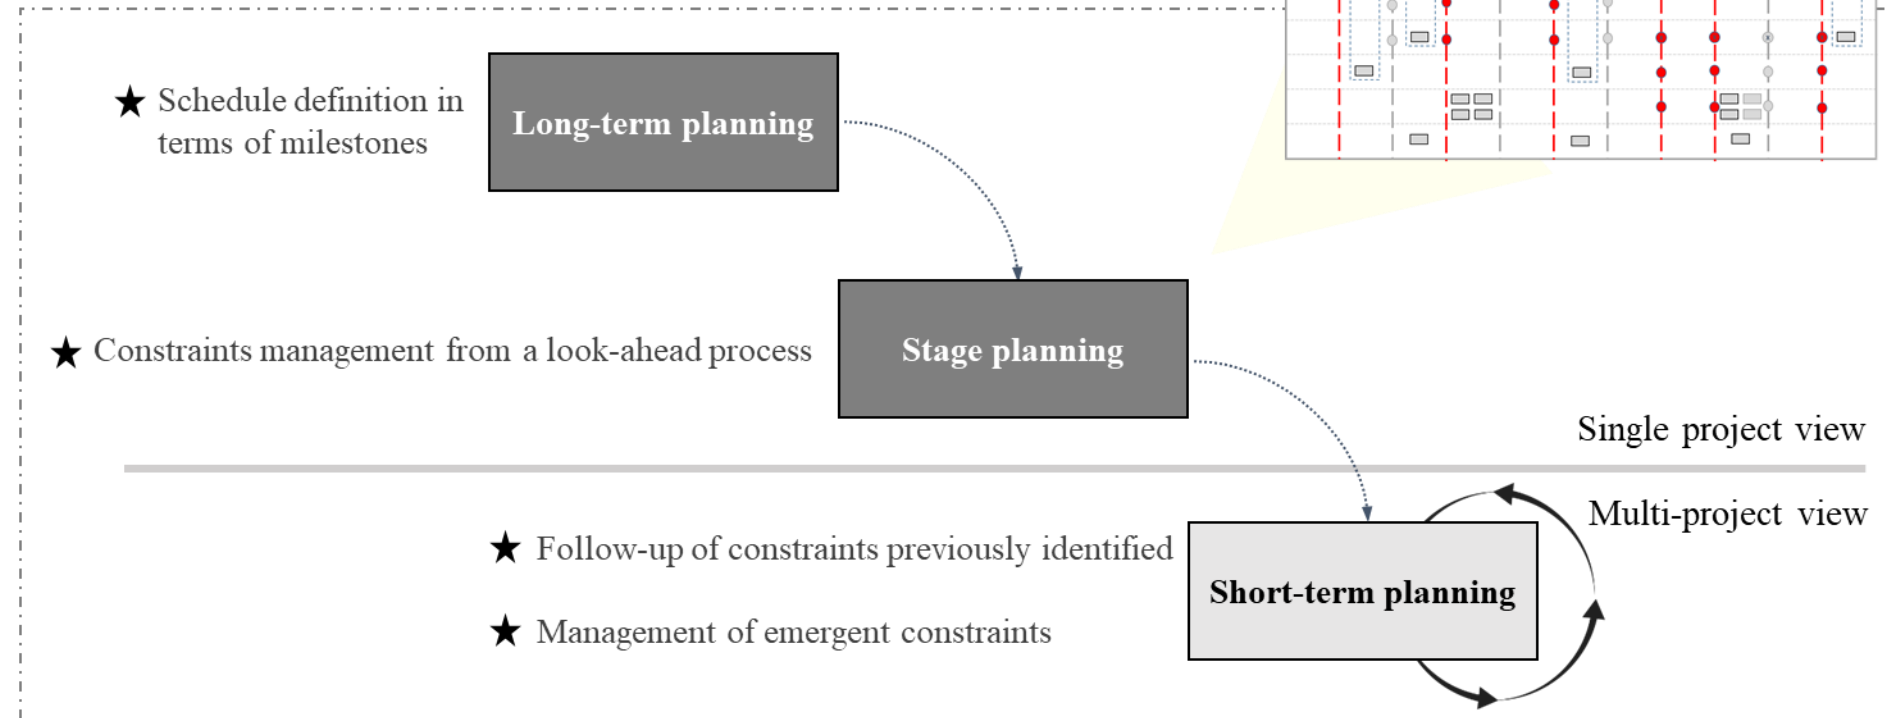 Schedule definition in
terms of milestones
Long-term planning
Constraints management from a look-ahead process
Stage planning
Single project view
Multi-project view
Follow-up of constraints previously identified
Short-term planning
Management of emergent constraints